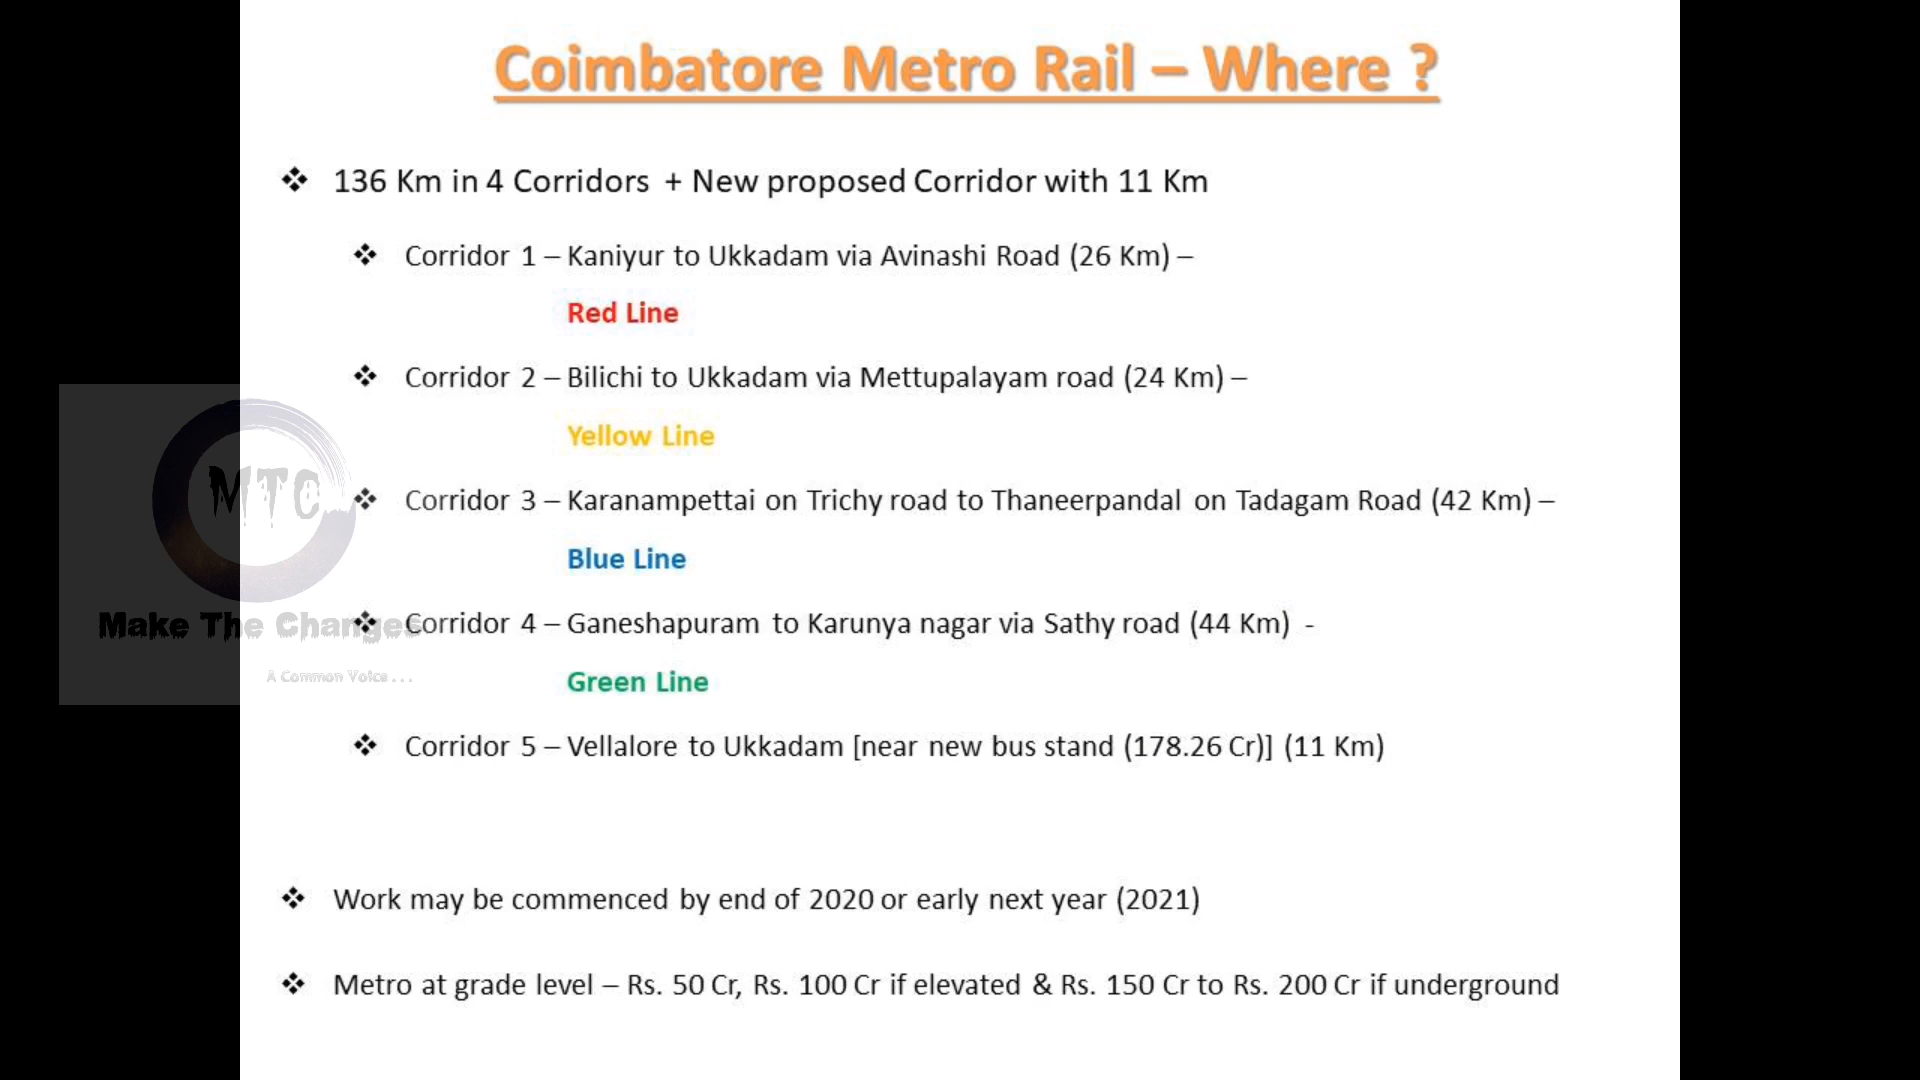 Coimbatore Metro Rail – Where ?
❖ 136 Km in 4 Corridors + New proposed Corridor with 11 Km
❖ Corridor 1 – Kaniyur to Ukkadam via Avinashi Road (26 Km) –
Red Line
❖ Corridor 2 – Bilichi to Ukkadam via Mettupalayam road (24 Km) –
Yellow Line
MTC
❖ Corridor 3 – Karanampettai on Trichy road to Thaneerpandal on Tadagam Road (42 Km) –
Blue Line
Make The Changes
❖ Corridor 4 – Ganeshapuram to Karunya nagar via Sathy road (44 Km) -
A Common Voice . . .
Green Line
❖ Corridor 5 – Vellalore to Ukkadam [near new bus stand (178.26 Cr)] (11 Km)
❖ Work may be commenced by end of 2020 or early next year (2021)
❖ Metro at grade level – Rs. 50 Cr, Rs. 100 Cr if elevated & Rs. 150 Cr to Rs. 200 Cr if underground